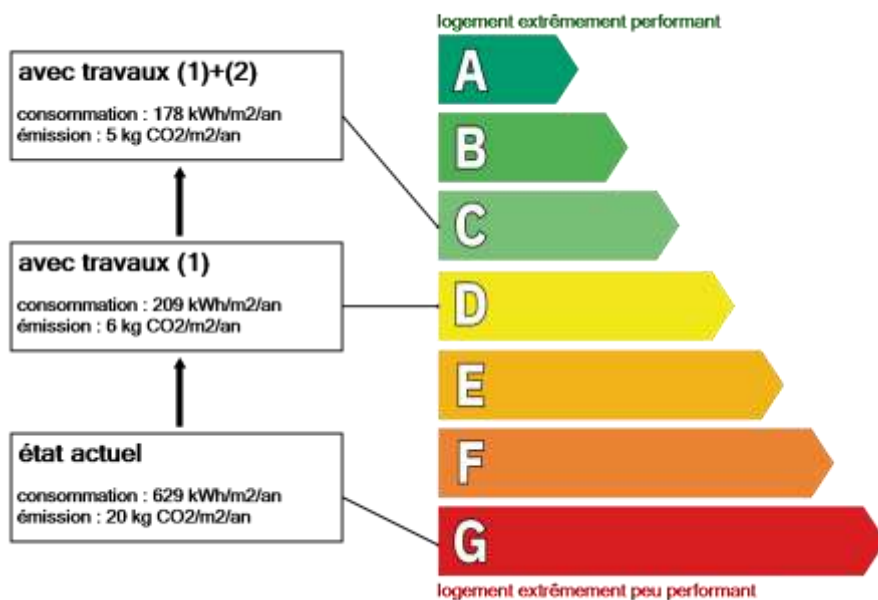 logement extrêmement performant
avec travaux (1)+(2)
consommation : 178 kWh/m2/an
émission : 5 kg CO2/m2/an
avec travaux (1)
consommation : 209 kWh/m2/an
émission : 6 kg CO2/m2/an
état actuel
consommation : 629 kWh/m2/an
émission : 20 kg CO2/m2/an
A
B
C
D
E
F
G
logement extrêmement peu performant